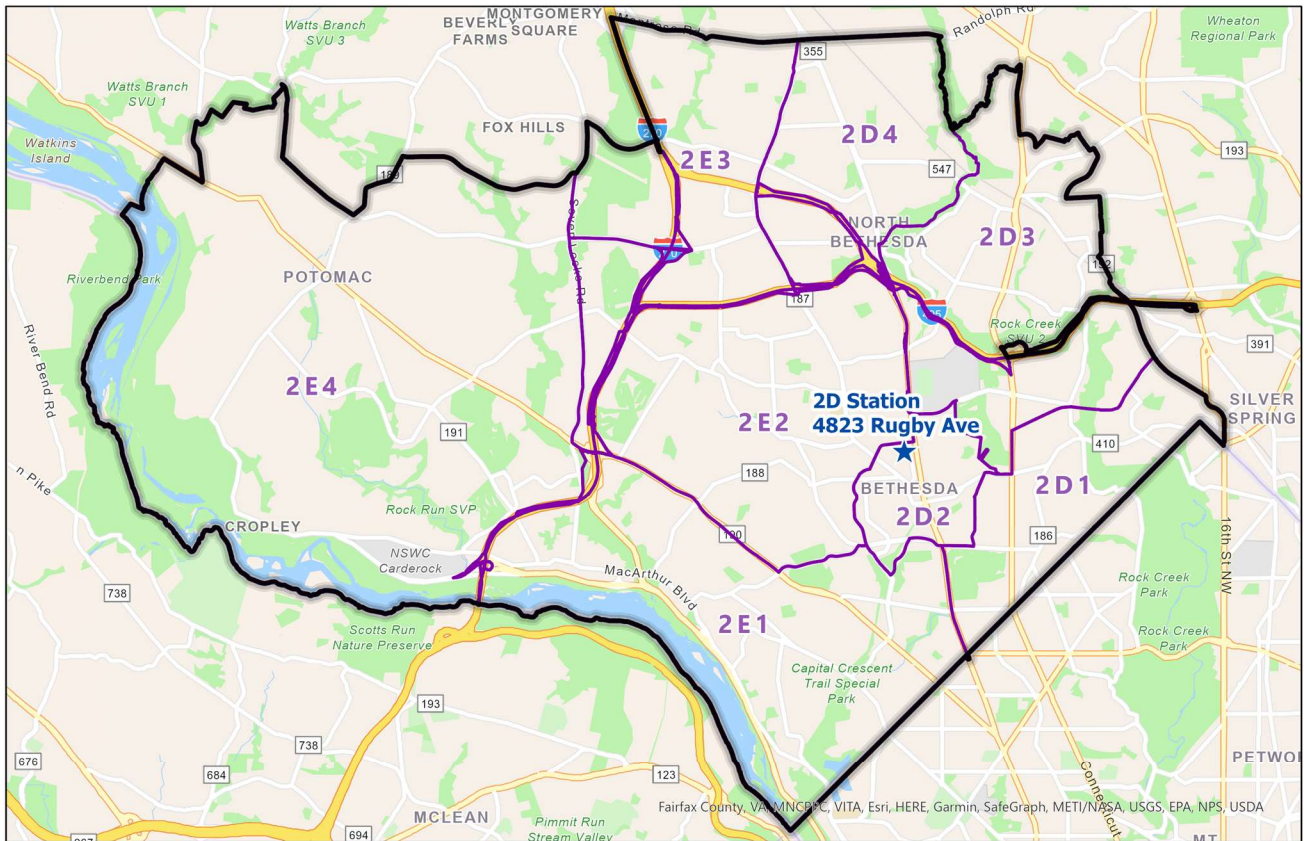 MONTGOMERY
SQUARE
BEVERLY
FARMS
Watts Branch
SVU 3
Randolph Rd
Wheaton
Regional Park
355
Watts Branch
SVU 1
FOX HILLS
2E3
2D4
193
Watkins
Island
547
189
NORTH
BETHESDA
2D3
POTOMAC
Riverbend Park
187
Rock Creek
SVU 2
391
River Bend Rd
2E4
2D Station
4823 Rugby Ave
SILVER
SPRING
2E2
191
410
188
BETHESDA
2D1
2D2
Rock Run SVP
CROPLEY
190
186
16th St NW
NSWC
Carderock
MacArthur Blvd
Rock Creek
Park
738
2E1
Scotts Run
Nature Preserve
Rock Creek
Park
Capital Crescent
Trail Special
Park
193
738
676
684
123
PETWO
Connecticut
MCLEAN
694
Pimmit Run
Stream Valley
Fairfax County, VA, MNCPPC, VITA, Esri, HERE, Garmin, SafeGraph, METI/NASA, USGS, EPA, NPS, USDA
MT